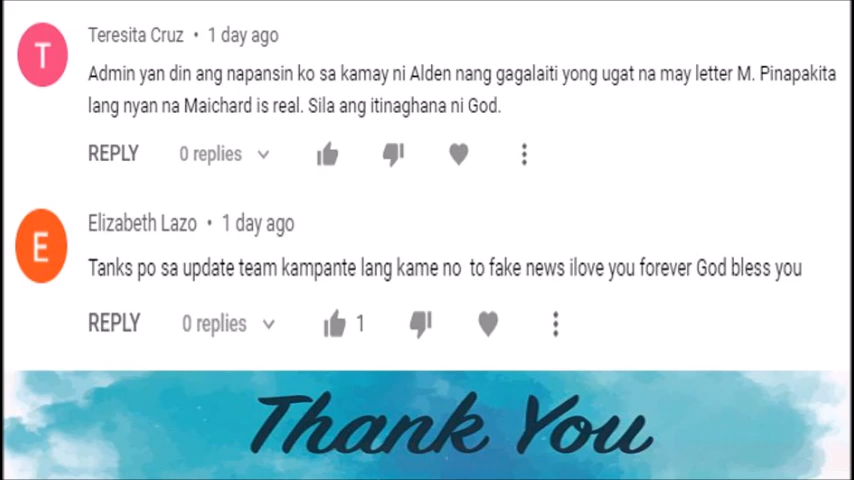 T
Teresita Cruz • 1 day ago
Admin yan din ang napansin ko sa kamay ni Alden nang gagalaiti yong ugat na may letter M. Pinapakita
lang nyan na Maichard is real. Sila ang itinaghana ni God.
REPLY 0 replies
E
Elizabeth Lazo • 1 day ago
Tanks po sa update team kampante lang kame no to fake news ilove you forever God bless you
REPLY 0 replies 1
Thank You